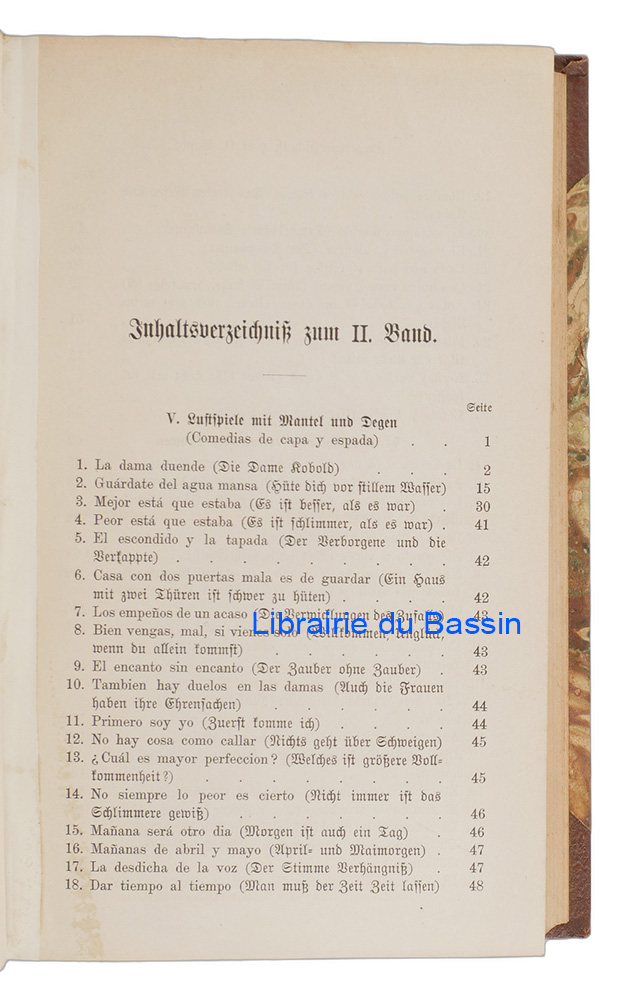 Inhaltsverzeichniß zum II. Band.
Seite
V. Lustspiele mit Mantel und Degen
(Comedias de capa y espada) . . 1
1. La dama duende (Die Dame Kobold) . . . 2
2. Guárdate del agua mansa (Hüte dich vor stillem Wasser) 15
3. Mejor está que estaba (Es ist besser, als es war) . 30
4. Peor está que estaba (Es ist schlimmer, als es war) . 41
5. El escondido y la tapada (Der Verborgene und die
Verkappte) . . . . . . . . 42
6. Casa con dos puertas mala es de guardar (Ein Haus
mit zwei Thüren ist schwer zu hüten) . . . . 42
7. Los empeños de un acaso (Die Verwicklungen des Zufalls) 43
Librairie du Bassin
8. Bien vengas, mal, si vienes solo (Willkommen, Unglück,
wenn du allein kommst) . . . . . . 43
9. El encanto sin encanto (Der Zauber ohne Zauber) . 43
10. Tambien hay duelos en las damas (Auch die Frauen
haben ihre Ehrensachen) . . . . . . 44
11. Primero soy yo (Zuerst komme ich) . . . . 44
12. No hay cosa como callar (Nichts geht über Schweigen) 45
13. ¿Cuál es mayor perfeccion? (Welches ist größere Voll-
kommenheit?) . . . . . . . . 45
14. No siempre lo peor es cierto (Nicht immer ist das
Schlimmere gewiß) . . . . . . . 46
15. Mañana será otro dia (Morgen ist auch ein Tag) . 46
16. Mañanas de abril y mayo (April- und Maimorgen) . 47
17. La desdicha de la voz (Der Stimme Verhängniß) . 47
18. Dar tiempo al tiempo (Man muß der Zeit Zeit lassen) 48